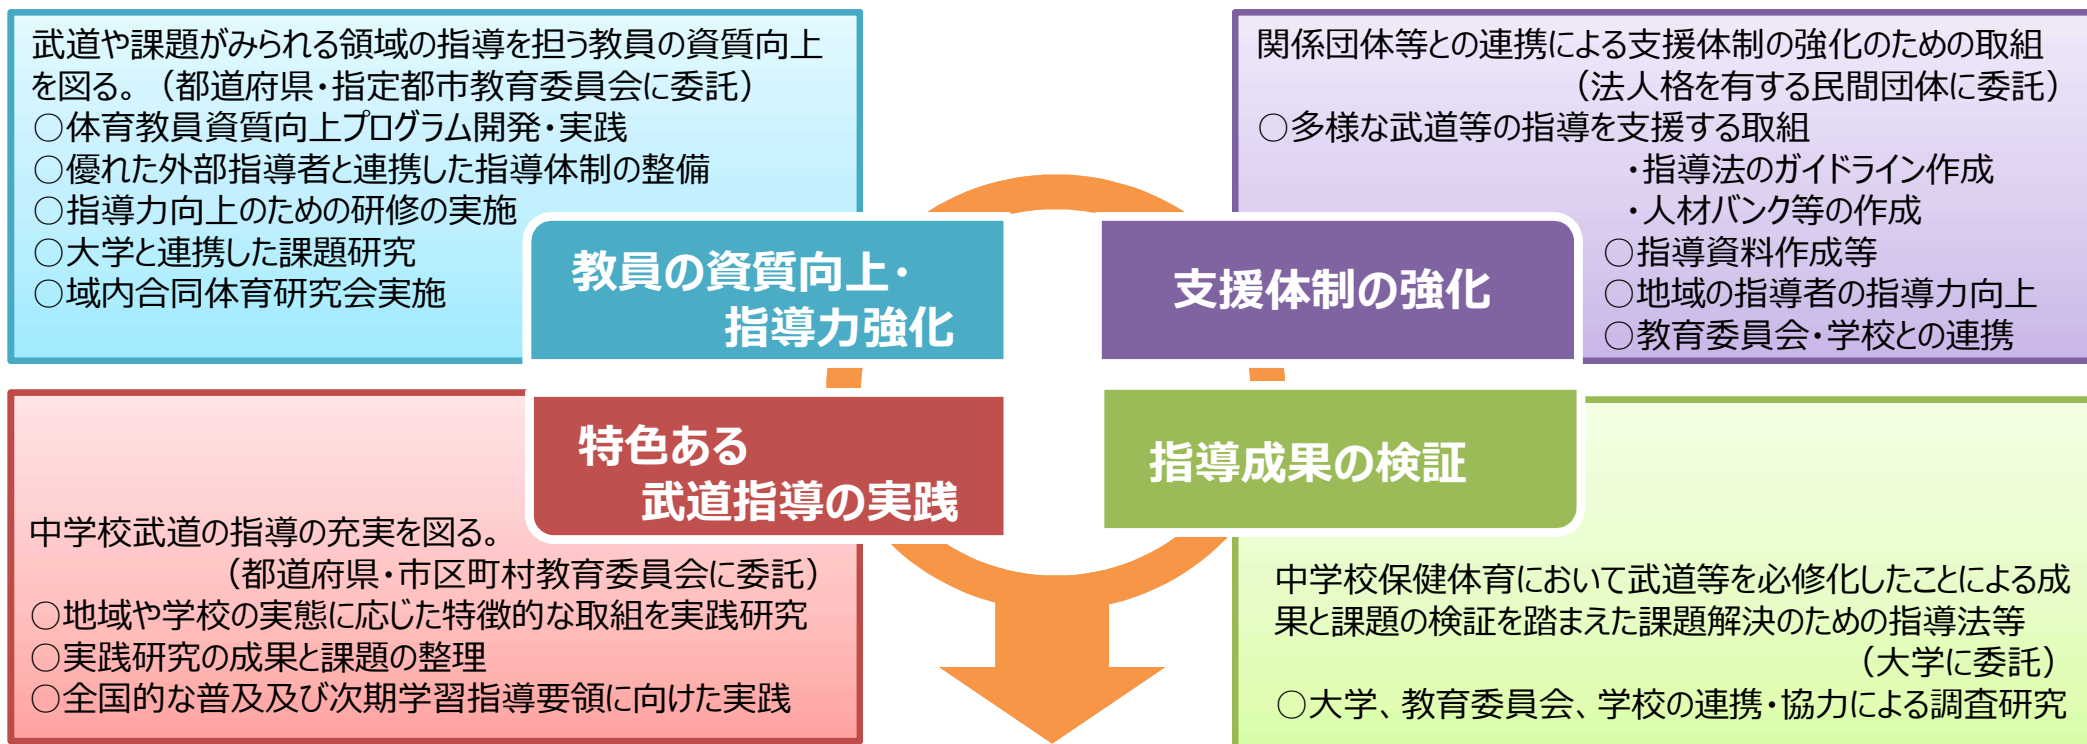 武道や課題がみられる領域の指導を担う教員の資質向上
を図る。（都道府県・指定都市教育委員会に委託）
○体育教員資質向上プログラム開発・実践
○優れた外部指導者と連携した指導体制の整備
○指導力向上のための研修の実施
○大学と連携した課題研究
○域内合同体育研究会実施
教員の資質向上・
指導力強化
関係団体等との連携による支援体制の強化のための取組
（法人格を有する民間団体に委託）
○多様な武道等の指導を支援する取組
・指導法のガイドライン作成
・人材バンク等の作成
○指導資料作成等
○地域の指導者の指導力向上
○教育委員会・学校との連携
支援体制の強化
特色ある
武道指導の実践
中学校武道の指導の充実を図る。
（都道府県・市区町村教育委員会に委託）
○地域や学校の実態に応じた特徴的な取組を実践研究
○実践研究の成果と課題の整理
○全国的な普及及び次期学習指導要領に向けた実践
指導成果の検証
中学校保健体育において武道等を必修化したことによる成
果と課題の検証を踏まえた課題解決のための指導法等
（大学に委託）
○大学、教育委員会、学校の連携・協力による調査研究